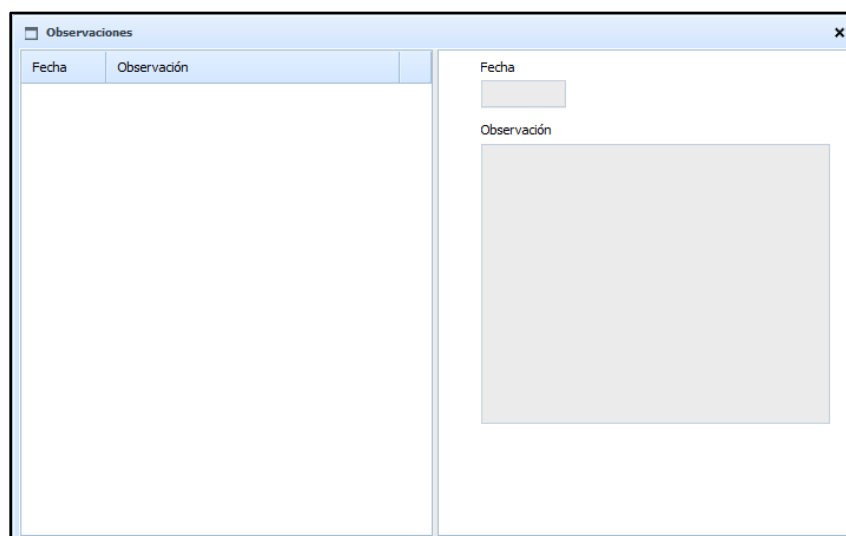 Observaciones
Fecha Observación
Fecha
Observación